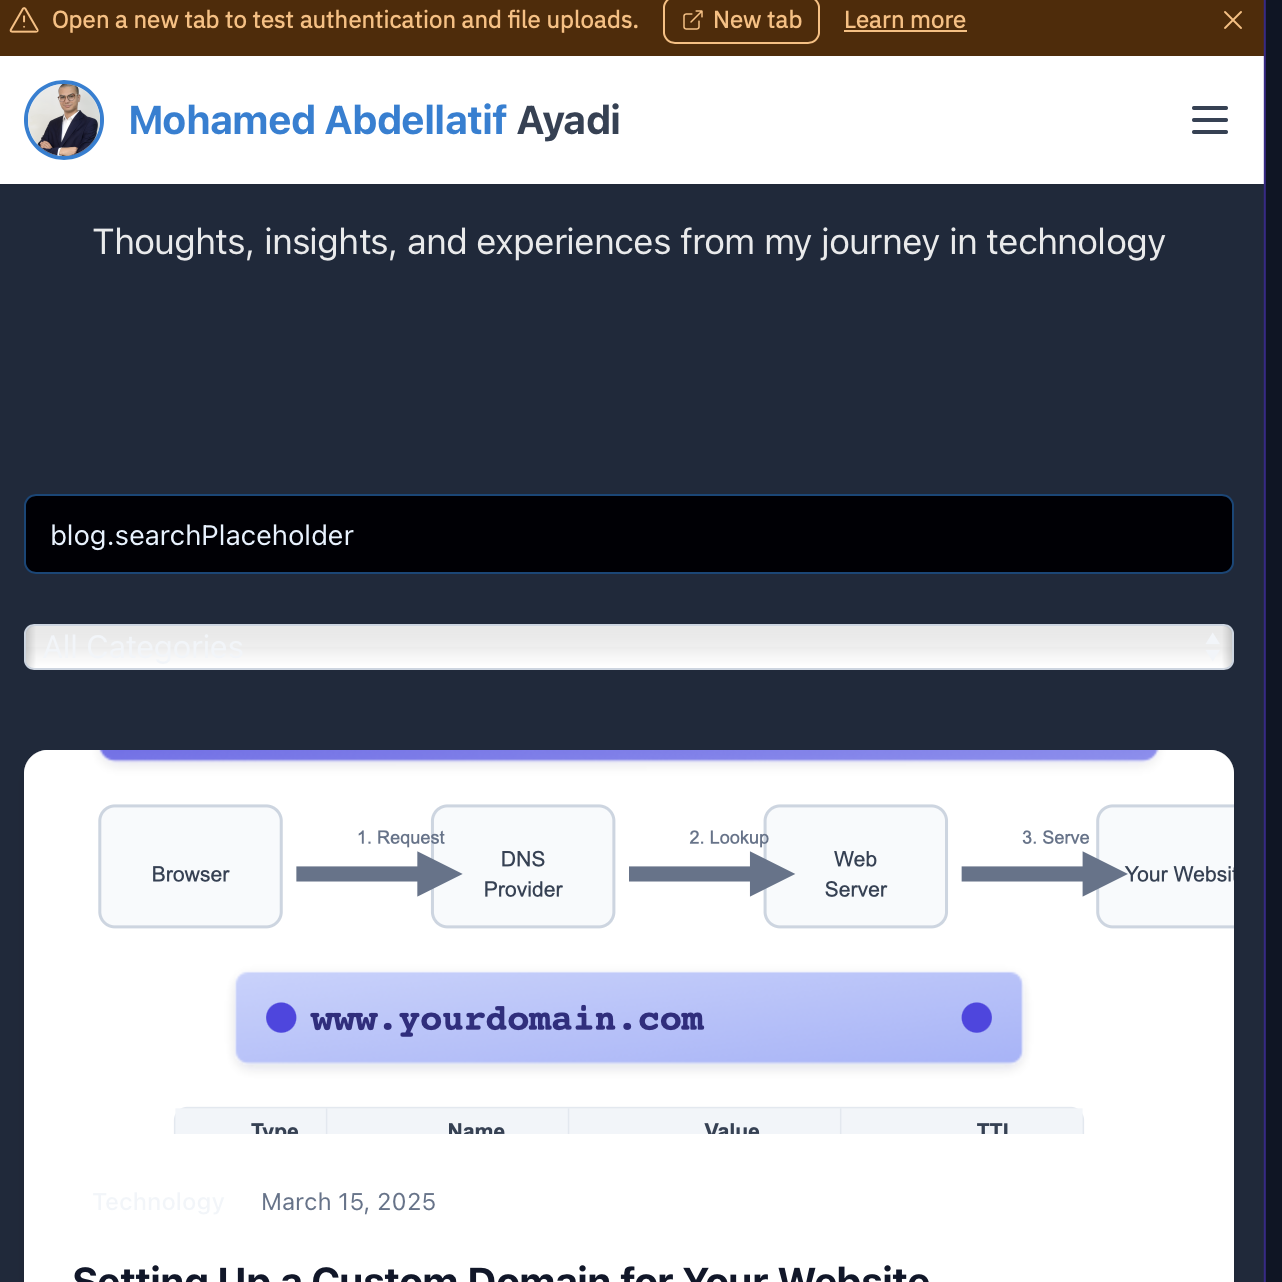 Open a new tab to test authentication and file uploads. New tab Learn more
Mohamed Abdellatif Ayadi
Thoughts, insights, and experiences from my journey in technology
blog.searchPlaceholder
All Categories
1. Request 2. Lookup 3. Serve
Browser
DNS
Provider
Web
Server
Your Websit
www.yourdomain.com
Type Name Value TTL
Technology March 15, 2025
Setting Up a Custom Domain for Your Website